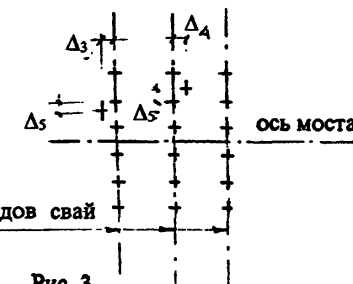 Δ3
Δ4
Δ5
Δ5
ось моста
дов свай
Рис. 3